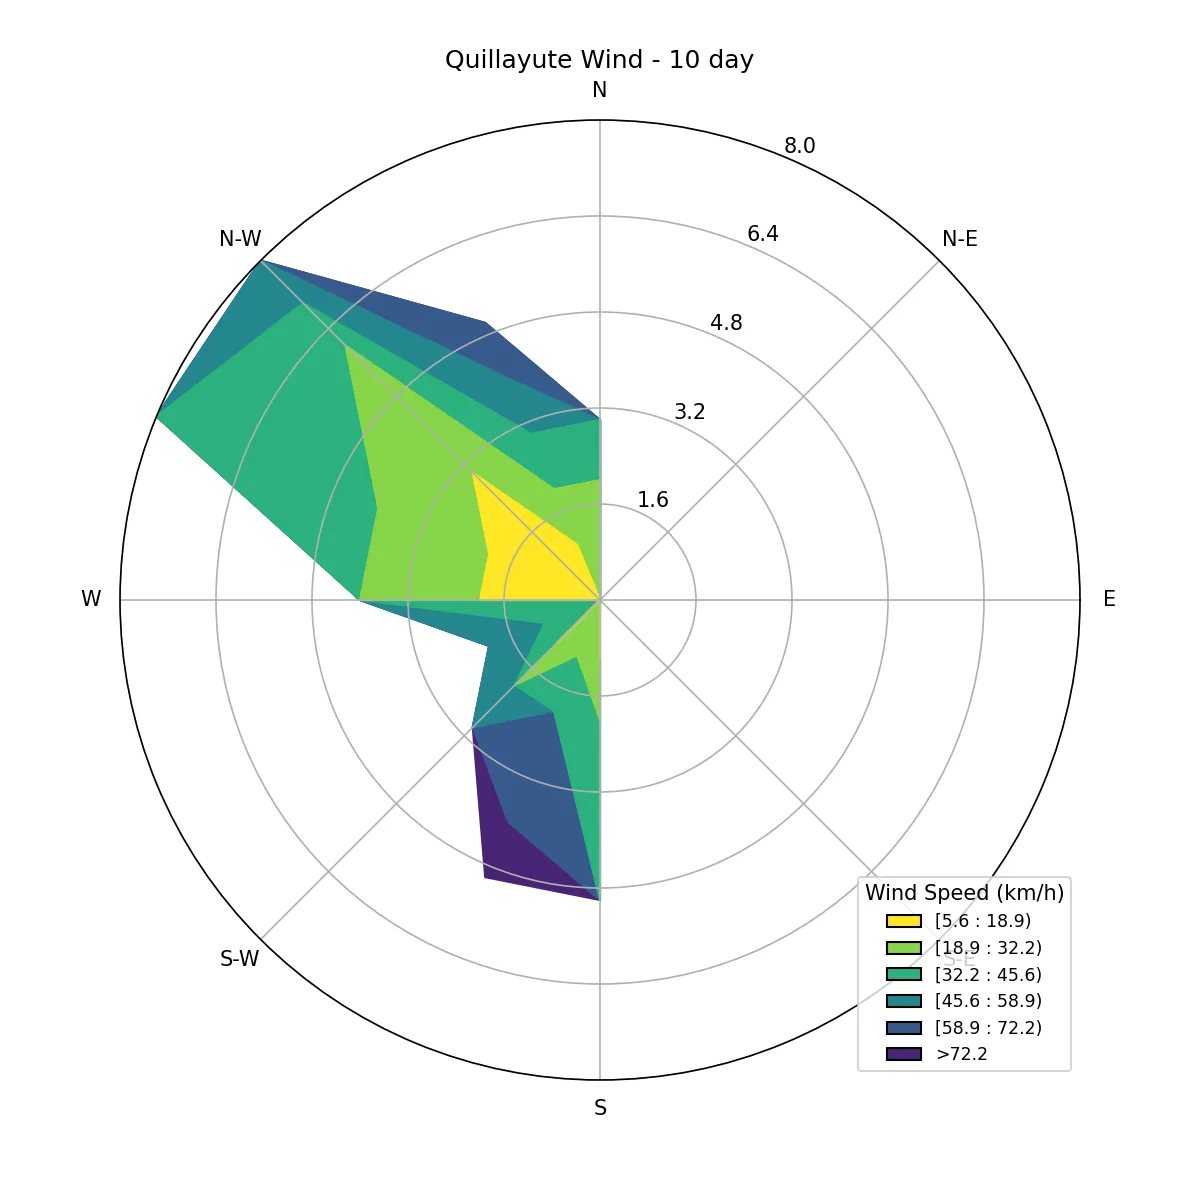 Quillayute Wind - 10 day
N
8.0
N-W
N-E
6.4
4.8
3.2
1.6
W
E
S-W
S-E
S
Wind Speed (km/h)
[5.6 : 18.9)
[18.9 : 32.2)
[32.2 : 45.6)
[45.6 : 58.9)
[58.9 : 72.2)
>72.2